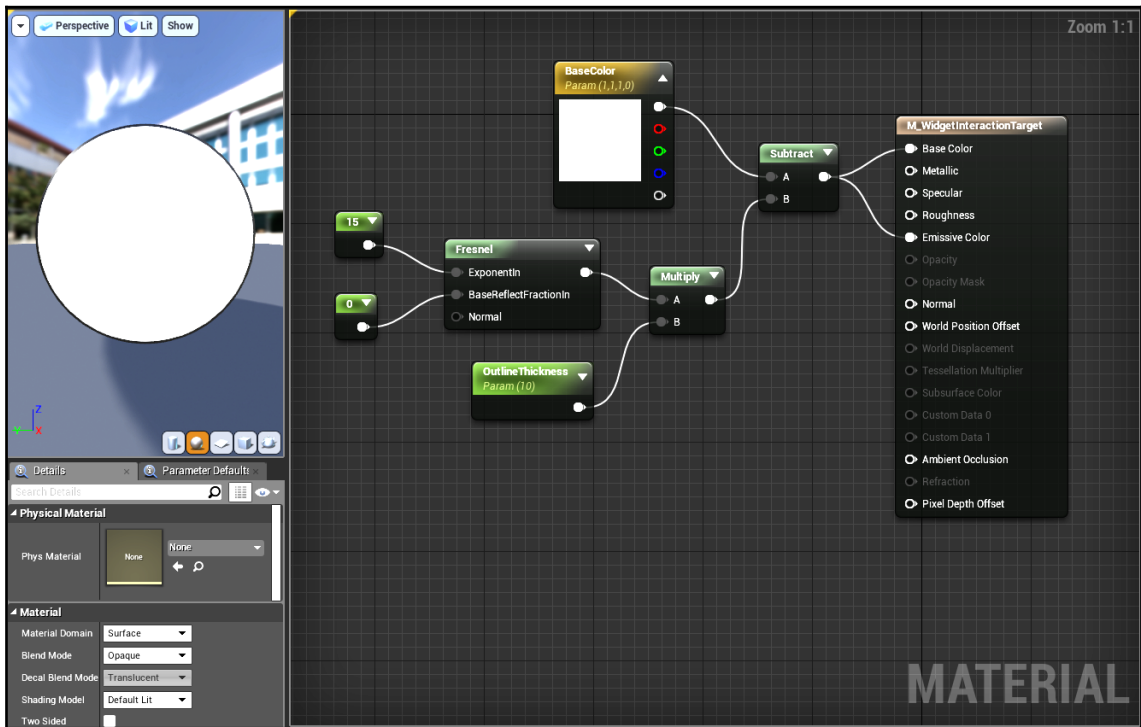 Perspective
Lit
Show
Z
Y
X
Details
Parameter Defaults
Search Details
Physical Material
Phys Material
None
None
Material
Material Domain
Surface
Blend Mode
Opaque
Decal Blend Mode
Translucent
Shading Model
Default Lit
Two Sided
Zoom 1:1
BaseColor
Param (1,1,1,0)
15
0
Fresnel
ExponentIn
BaseReflectFractionIn
Normal
OutlineThickness
Param (10)
Multiply
A
B
Subtract
A
B
M_WidgetInteractionTarget
Base Color
Metallic
Specular
Roughness
Emissive Color
Opacity
Opacity Mask
Normal
World Position Offset
World Displacement
Tessellation Multiplier
Subsurface Color
Custom Data 0
Custom Data 1
Ambient Occlusion
Refraction
Pixel Depth Offset
MATERIAL